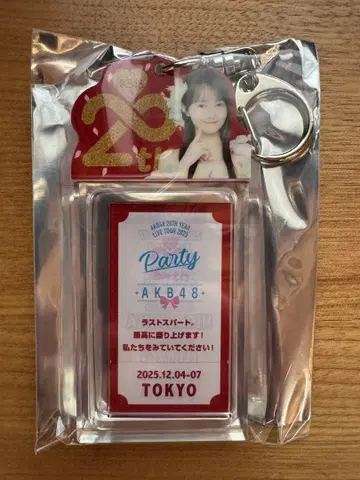 20th
AKB48 20TH YEAR
LIVE TOUR 2025
Party
AKB48
ラストスパート。
最高に盛り上げます!
私たちをみていてください!
2025.12.04-07
TOKYO